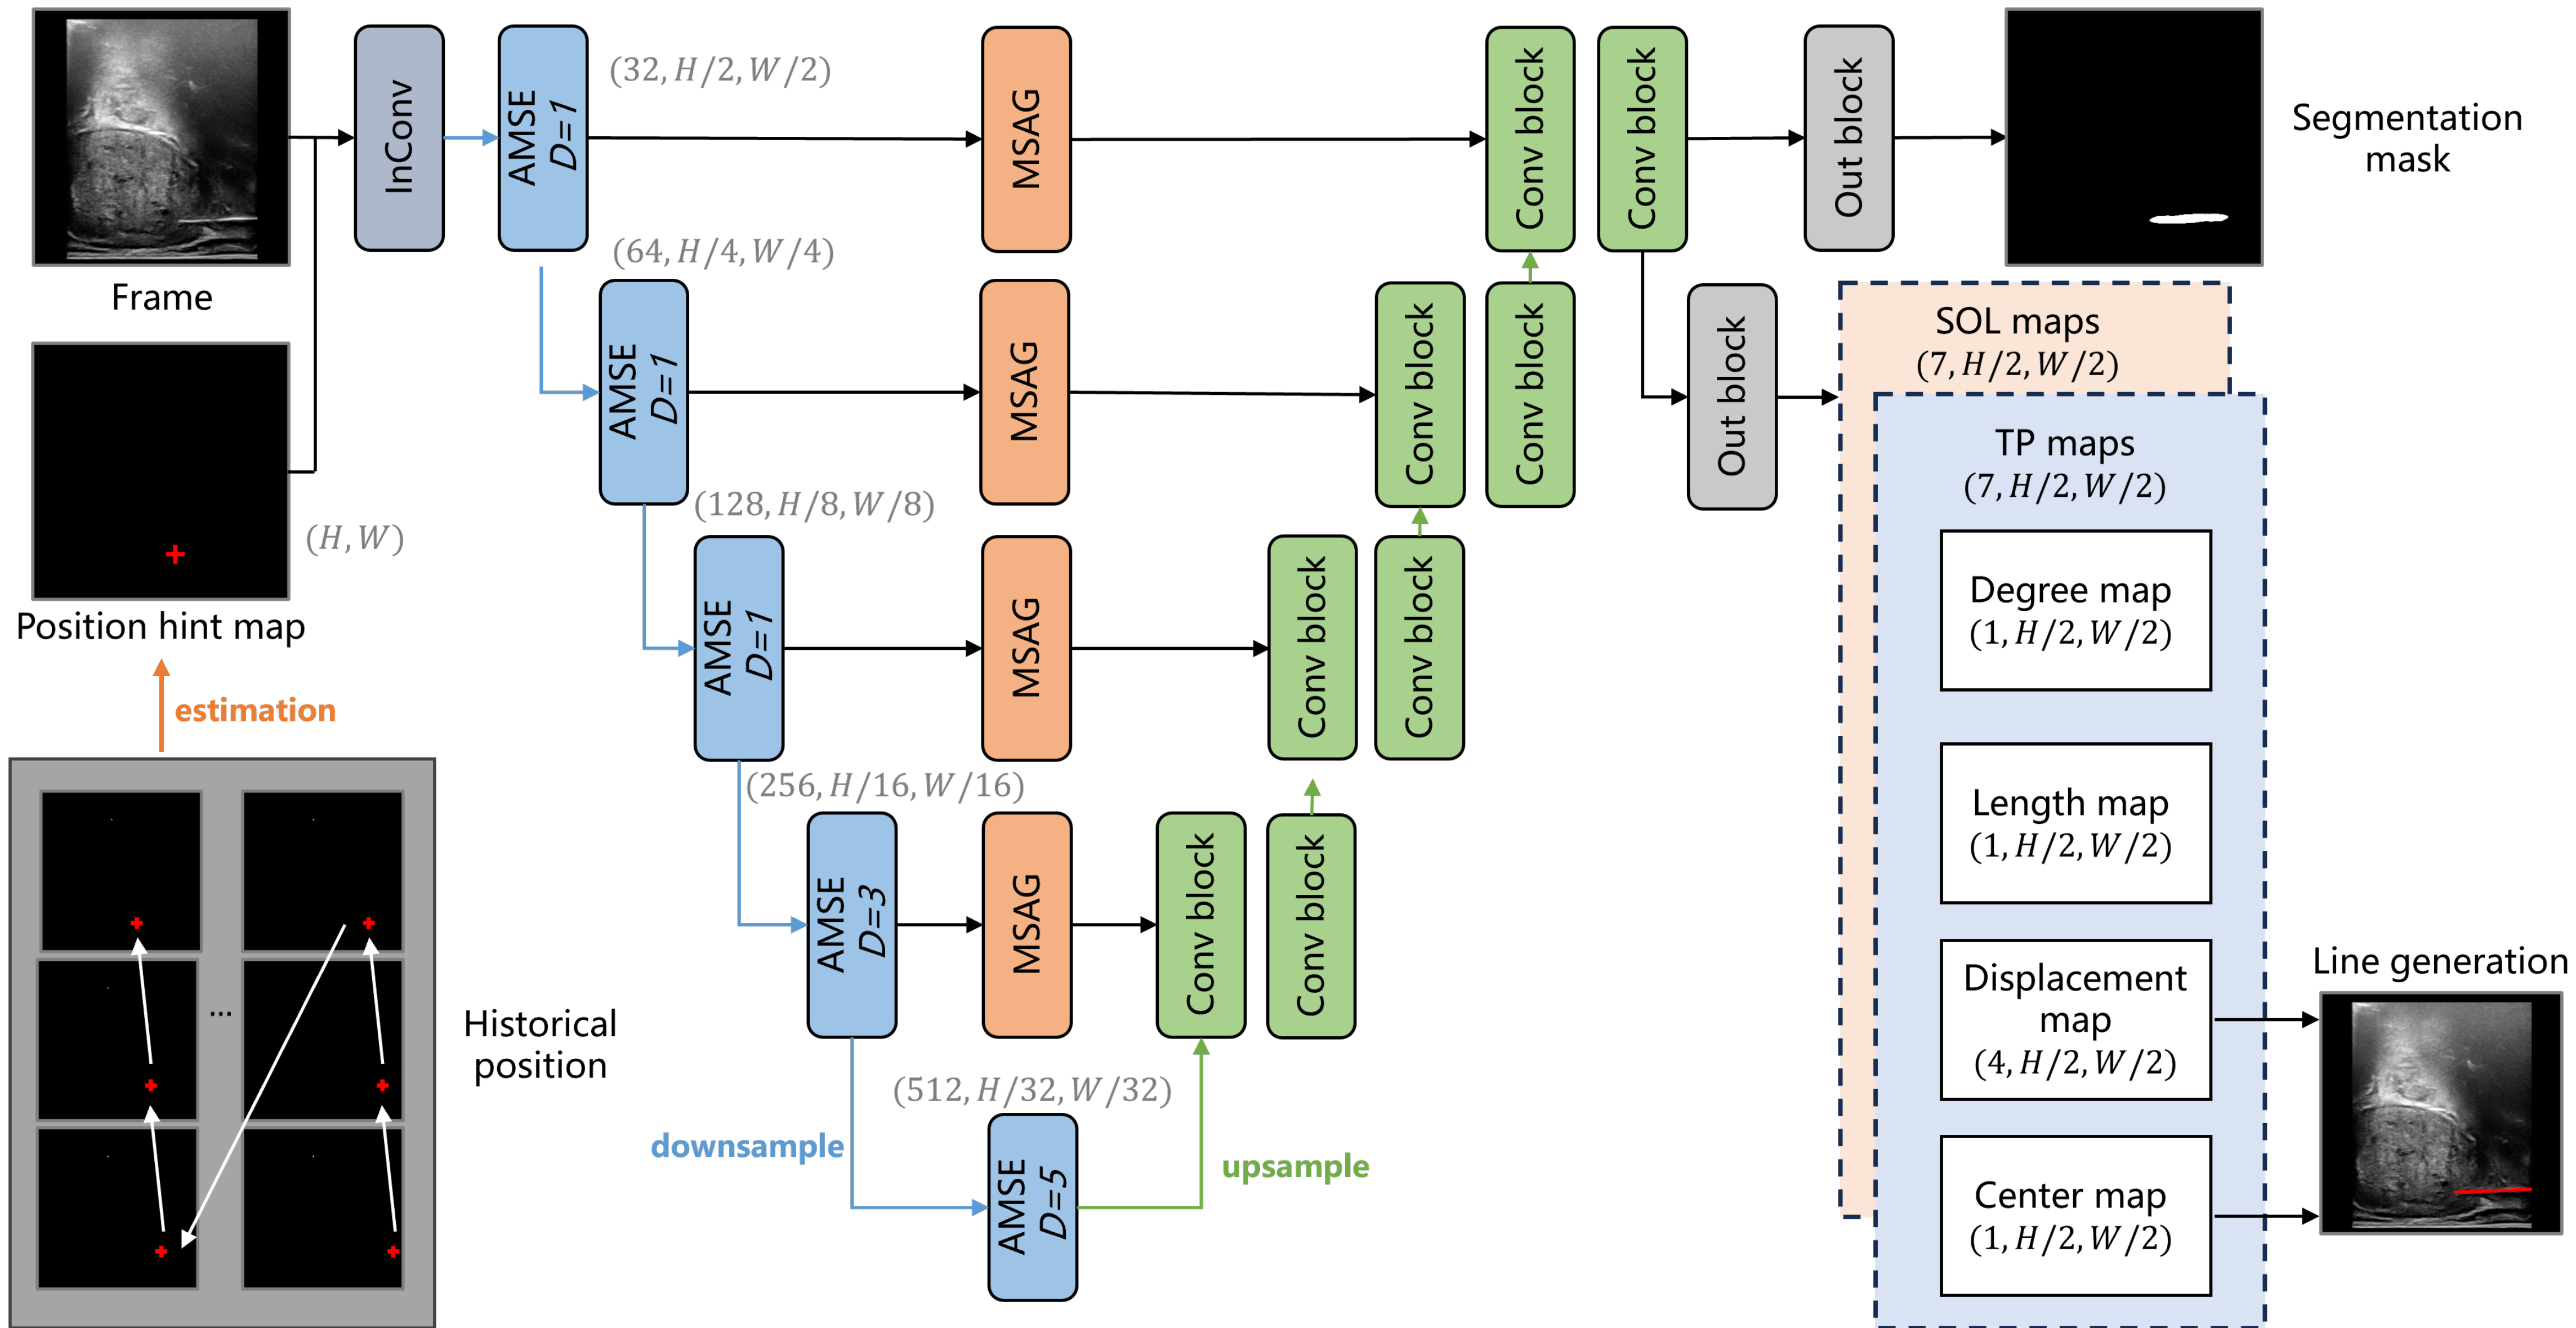 Frame
Position hint map
(H, W)
estimation
Historical
position
...
InConv
AMSE
D=1
(32, H/2, W/2)
MSAG
Conv block
Conv block
Out block
Segmentation
mask
(64, H/4, W/4)
AMSE
D=1
MSAG
Conv block
Conv block
Out block
(128, H/8, W/8)
AMSE
D=1
MSAG
Conv block
Conv block
(256, H/16, W/16)
AMSE
D=3
MSAG
Conv block
Conv block
(512, H/32, W/32)
downsample
AMSE
D=5
upsample
SOL maps
(7, H/2, W/2)
TP maps
(7, H/2, W/2)
Degree map
(1, H/2, W/2)
Length map
(1, H/2, W/2)
Displacement
map
(4, H/2, W/2)
Center map
(1, H/2, W/2)
Line generation